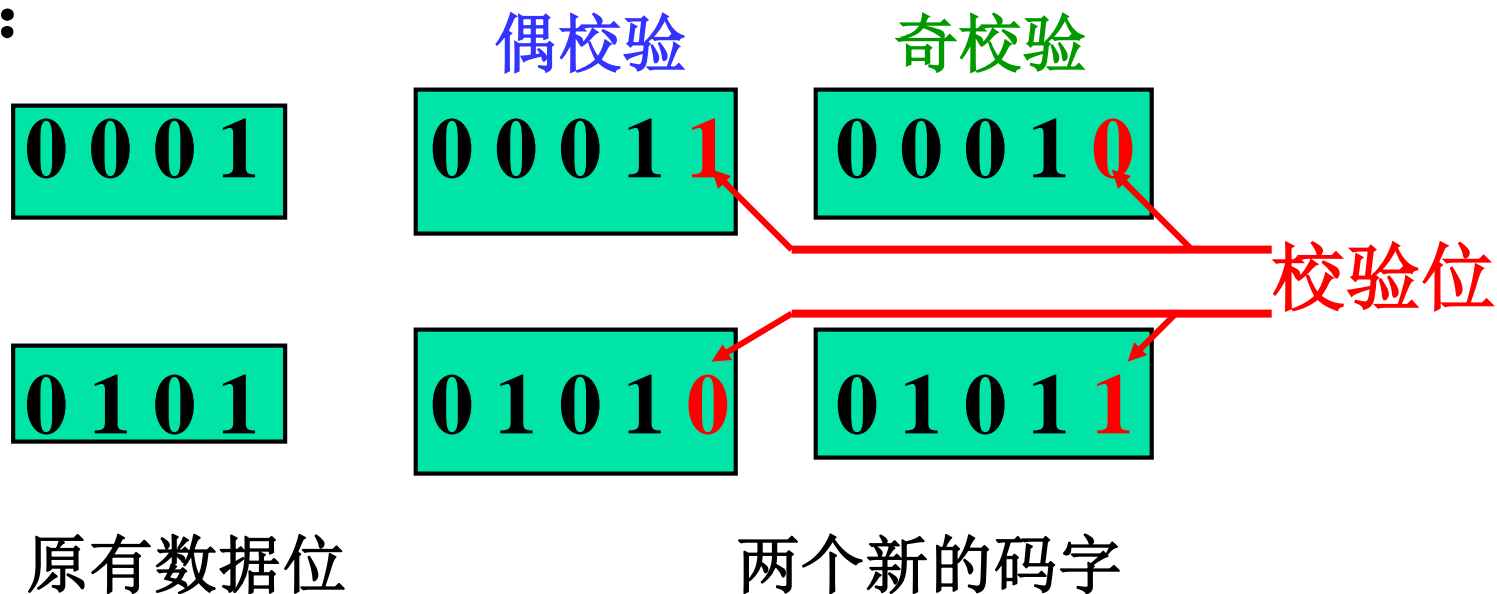 :
偶校验 奇校验
0 0 0 1 0 0 0 1 1 0 0 0 1 0
校验位
0 1 0 1 0 1 0 1 0 0 1 0 1 1
原有数据位 两个新的码字